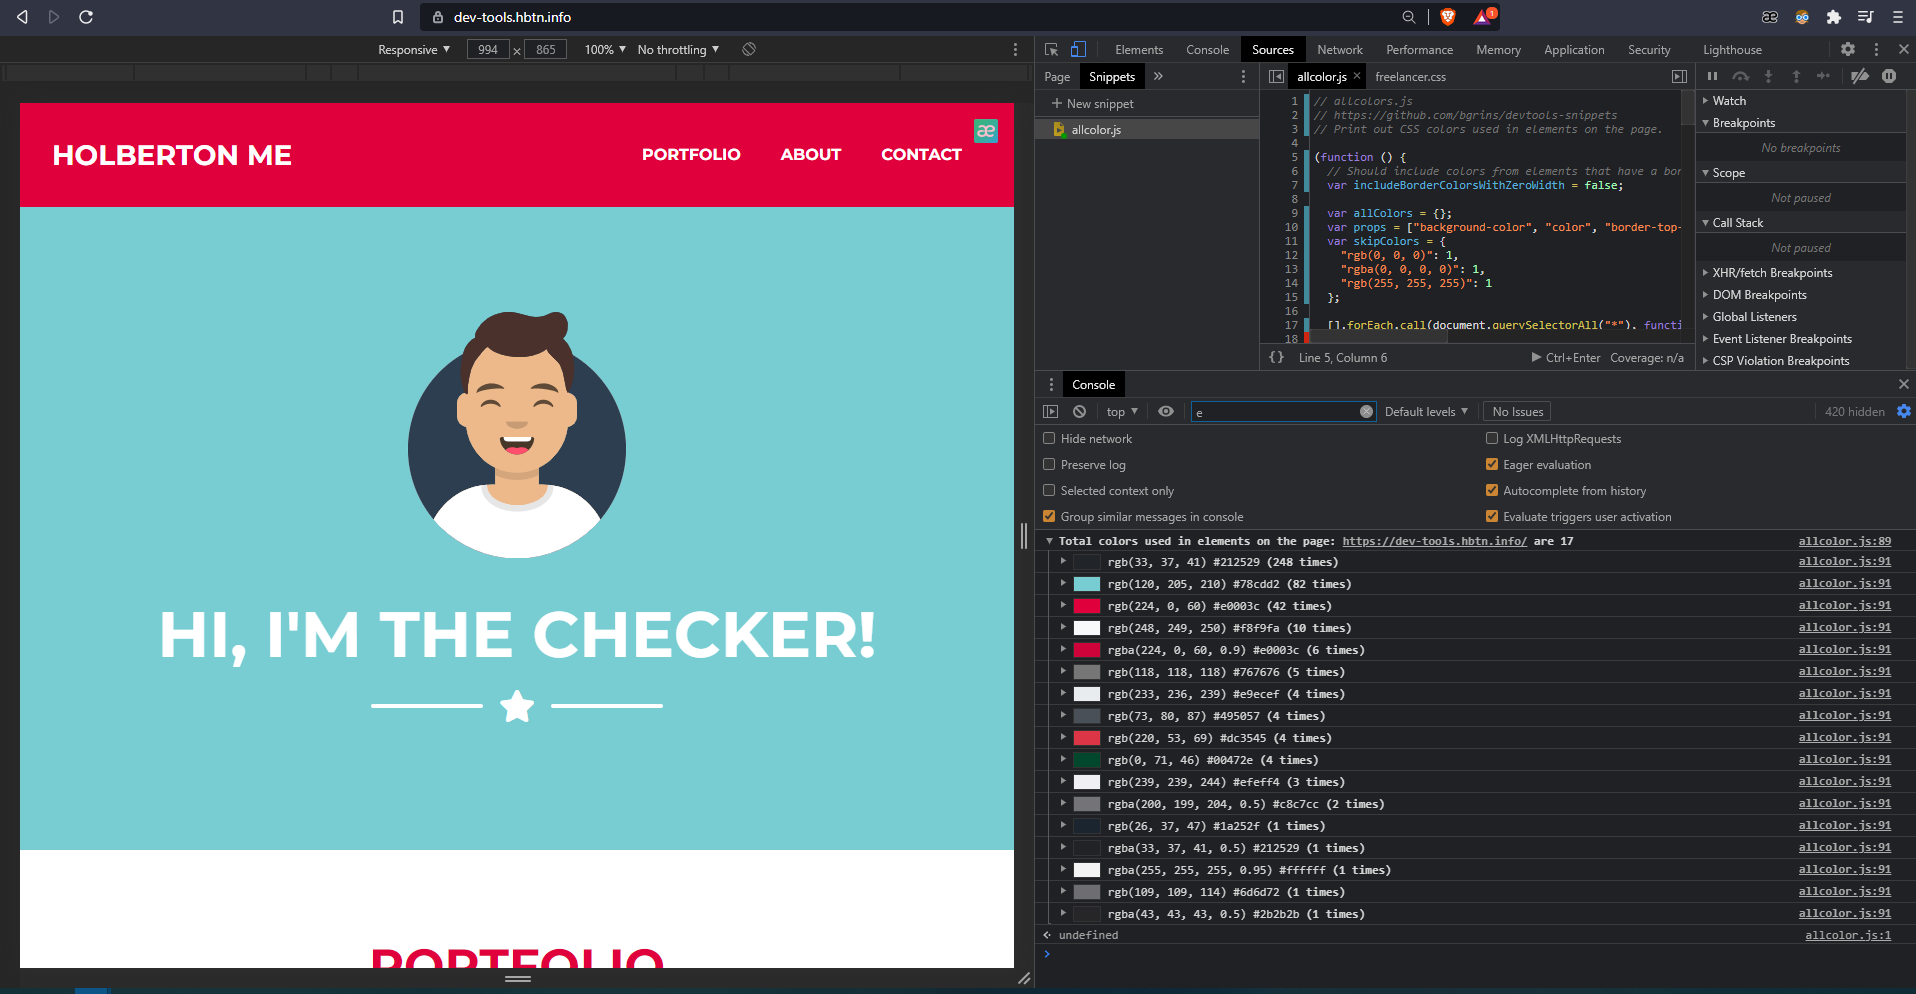 dev-tools.hbtn.info
1
Responsive 994 × 865 100% No throttling
HOLBERTON ME
PORTFOLIO ABOUT CONTACT
æ
HI, I'M THE CHECKER!
PORTFOLIO
Elements Console Sources Network Performance Memory Application Security Lighthouse
Page Snippets »
+ New snippet
allcolor.js
allcolor.js × freelancer.css
1 // allcolors.js
2 // https://github.com/bgrins/devtools-snippets
3 // Print out CSS colors used in elements on the page.
4
5 (function () {
6 // Should include colors from elements that have a bor
7 var includeBorderColorsWithZeroWidth = false;
8
9 var allColors = {};
10 var props = ["background-color", "color", "border-top-
11 var skipColors = {
12 "rgb(0, 0, 0)": 1,
13 "rgba(0, 0, 0, 0)": 1,
14 "rgb(255, 255, 255)": 1
15 };
16
17 [].forEach.call(document.querySelectorAll("*"), functi
18
{} Line 5, Column 6 Ctrl+Enter Coverage: n/a
Watch
Breakpoints
No breakpoints
Scope
Not paused
Call Stack
Not paused
XHR/fetch Breakpoints
DOM Breakpoints
Global Listeners
Event Listener Breakpoints
CSP Violation Breakpoints
Console
top e Default levels No Issues 420 hidden
Hide network Log XMLHttpRequests
Preserve log Eager evaluation
Selected context only Autocomplete from history
Group similar messages in console Evaluate triggers user activation
Total colors used in elements on the page: https://dev-tools.hbtn.info/ are 17 allcolor.js:89
rgb(33, 37, 41) #212529 (248 times) allcolor.js:91
rgb(120, 205, 210) #78cdd2 (82 times) allcolor.js:91
rgb(224, 0, 60) #e0003c (42 times) allcolor.js:91
rgb(248, 249, 250) #f8f9fa (10 times) allcolor.js:91
rgba(224, 0, 60, 0.9) #e0003c (6 times) allcolor.js:91
rgb(118, 118, 118) #767676 (5 times) allcolor.js:91
rgb(233, 236, 239) #e9ecef (4 times) allcolor.js:91
rgb(73, 80, 87) #495057 (4 times) allcolor.js:91
rgb(220, 53, 69) #dc3545 (4 times) allcolor.js:91
rgb(0, 71, 46) #00472e (4 times) allcolor.js:91
rgb(239, 239, 244) #efeff4 (3 times) allcolor.js:91
rgba(200, 199, 204, 0.5) #c8c7cc (2 times) allcolor.js:91
rgb(26, 37, 47) #1a252f (1 times) allcolor.js:91
rgba(33, 37, 41, 0.5) #212529 (1 times) allcolor.js:91
rgba(255, 255, 255, 0.95) #ffffff (1 times) allcolor.js:91
rgb(109, 109, 114) #6d6d72 (1 times) allcolor.js:91
rgba(43, 43, 43, 0.5) #2b2b2b (1 times) allcolor.js:91
undefined allcolor.js:1